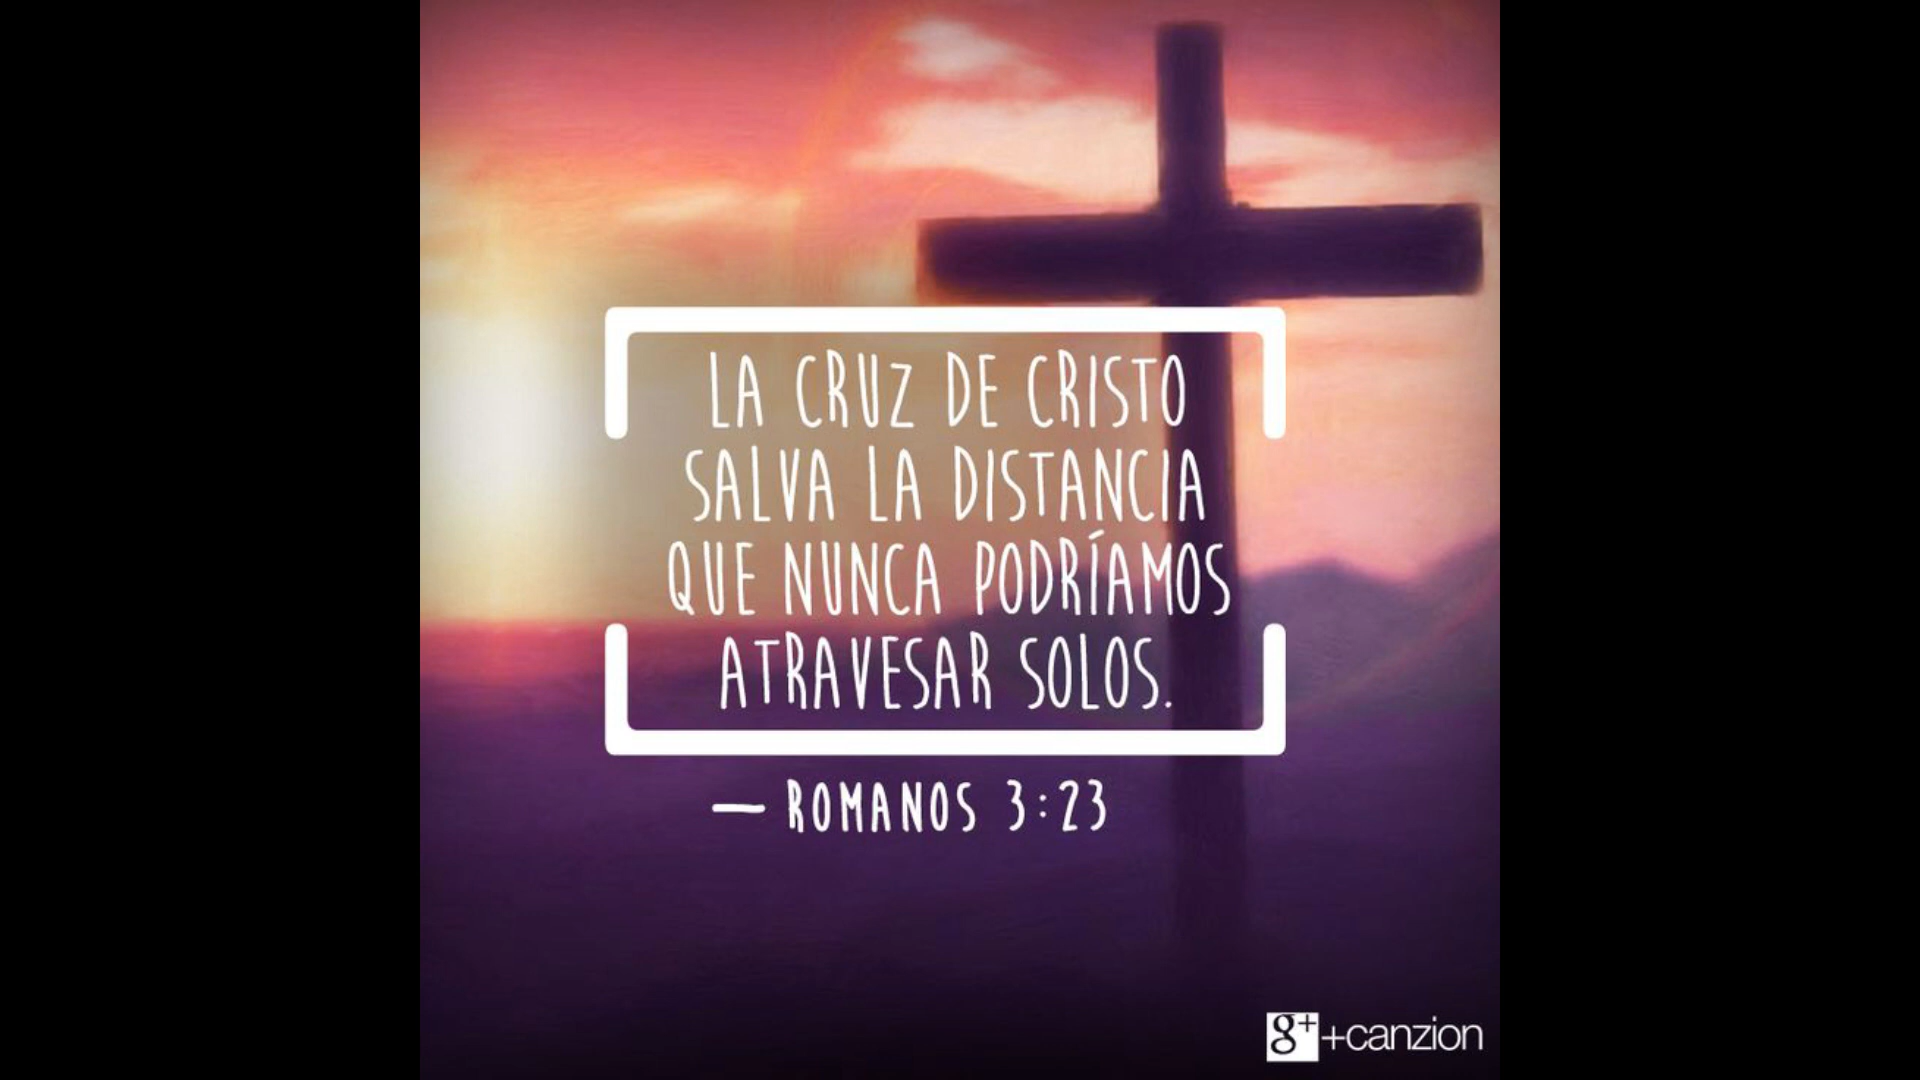 LA CRUZ DE CRISTO
SALVA LA DISTANCIA
QUE NUNCA PODRÍAMOS
ATRAVESAR SOLOS.
— ROMANOS 3:23
g+ +canzion